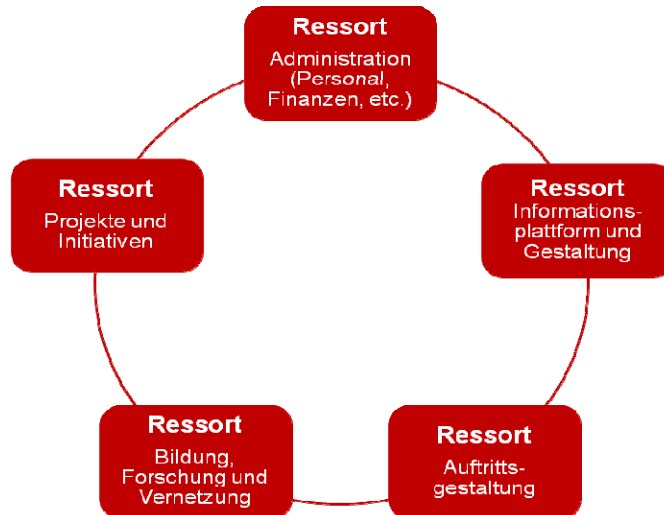 Ressort
Administration
(Personal,
Finanzen, etc.)
Ressort
Informations-
plattform und
Gestaltung
Ressort
Auftritts-
gestaltung
Ressort
Bildung,
Forschung und
Vernetzung
Ressort
Projekte und
Initiativen